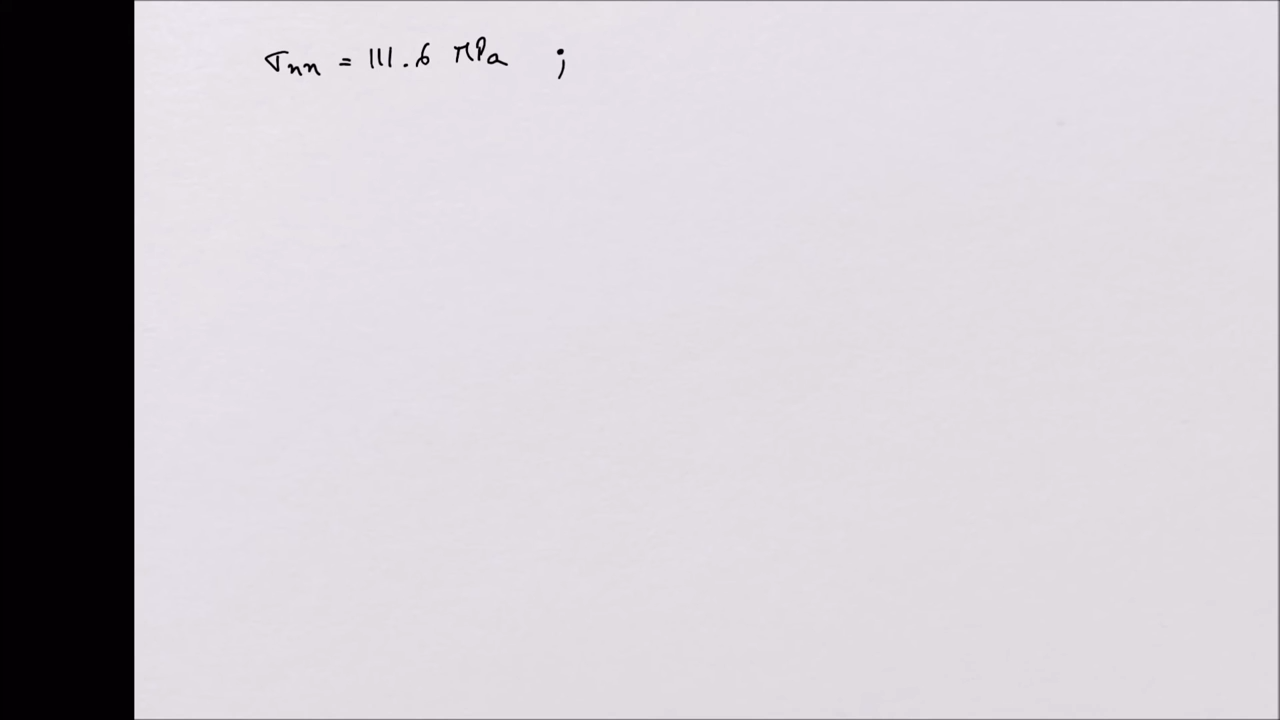 σnn = 111.6 MPa ;